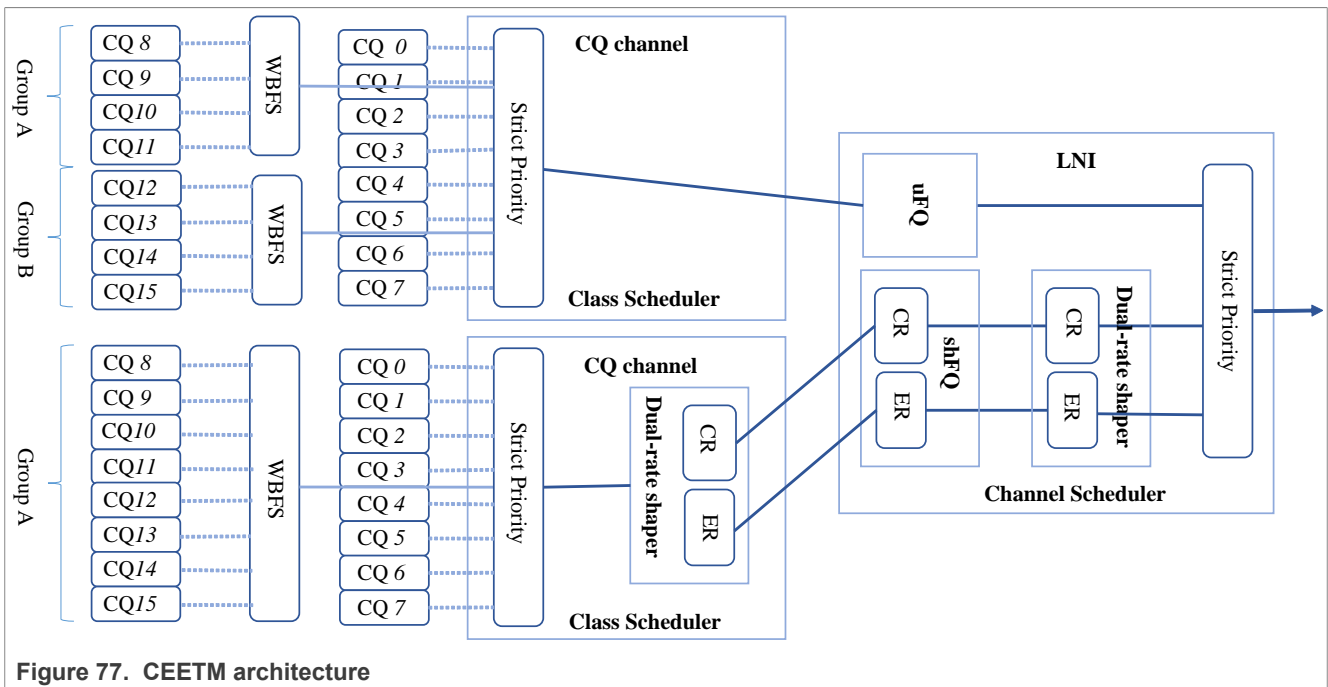 Group A
CQ 8
CQ 9
CQ10
CQ11
WBFS
Group B
CQ12
CQ13
CQ14
CQ15
WBFS
CQ 0
CQ 1
CQ 2
CQ 3
CQ 4
CQ 5
CQ 6
CQ 7
CQ channel
Strict Priority
Class Scheduler
Group A
CQ 8
CQ 9
CQ10
CQ11
CQ12
CQ13
CQ14
CQ15
WBFS
CQ 0
CQ 1
CQ 2
CQ 3
CQ 4
CQ 5
CQ 6
CQ 7
CQ channel
Strict Priority
Dual-rate shaper
CR
ER
Class Scheduler
LNI
uFQ
CR
ER
shFQ
CR
ER
Dual-rate shaper
Strict Priority
Channel Scheduler
Figure 77. CEETM architecture